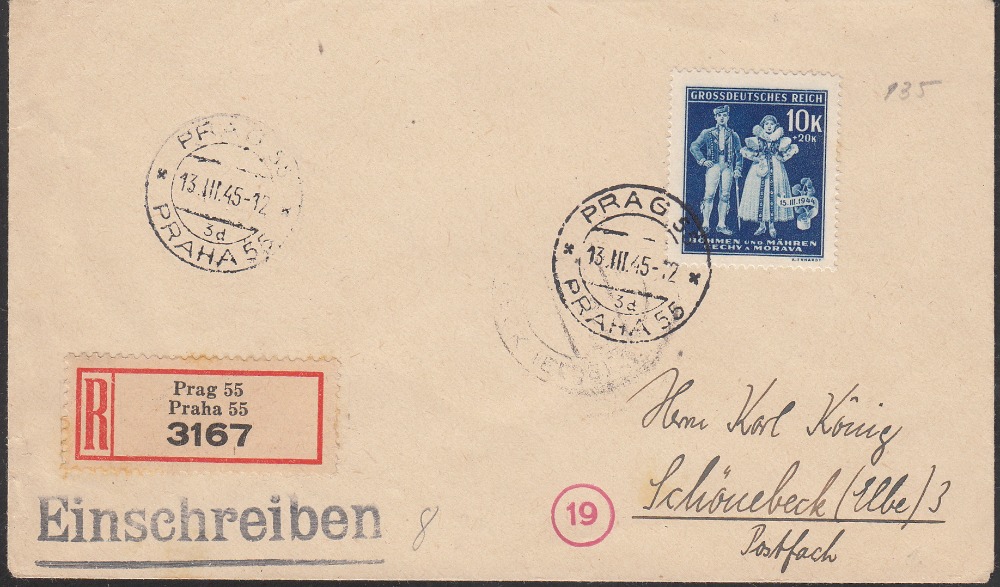 135
GROSSDEUTSCHES REICH
10K
+20K
15.III.1944
BÖHMEN UND MÄHREN
ČECHY A MORAVA
PRAG 55
13.III.45-12
3d
PRAHA 55
PRAG 55
13.III.45-12
3d
PRAHA 55
R
Prag 55
Praha 55
3167
Einschreiben
8
19
Herrn Karl König
Schönebeck (Elbe) 3
Postfach